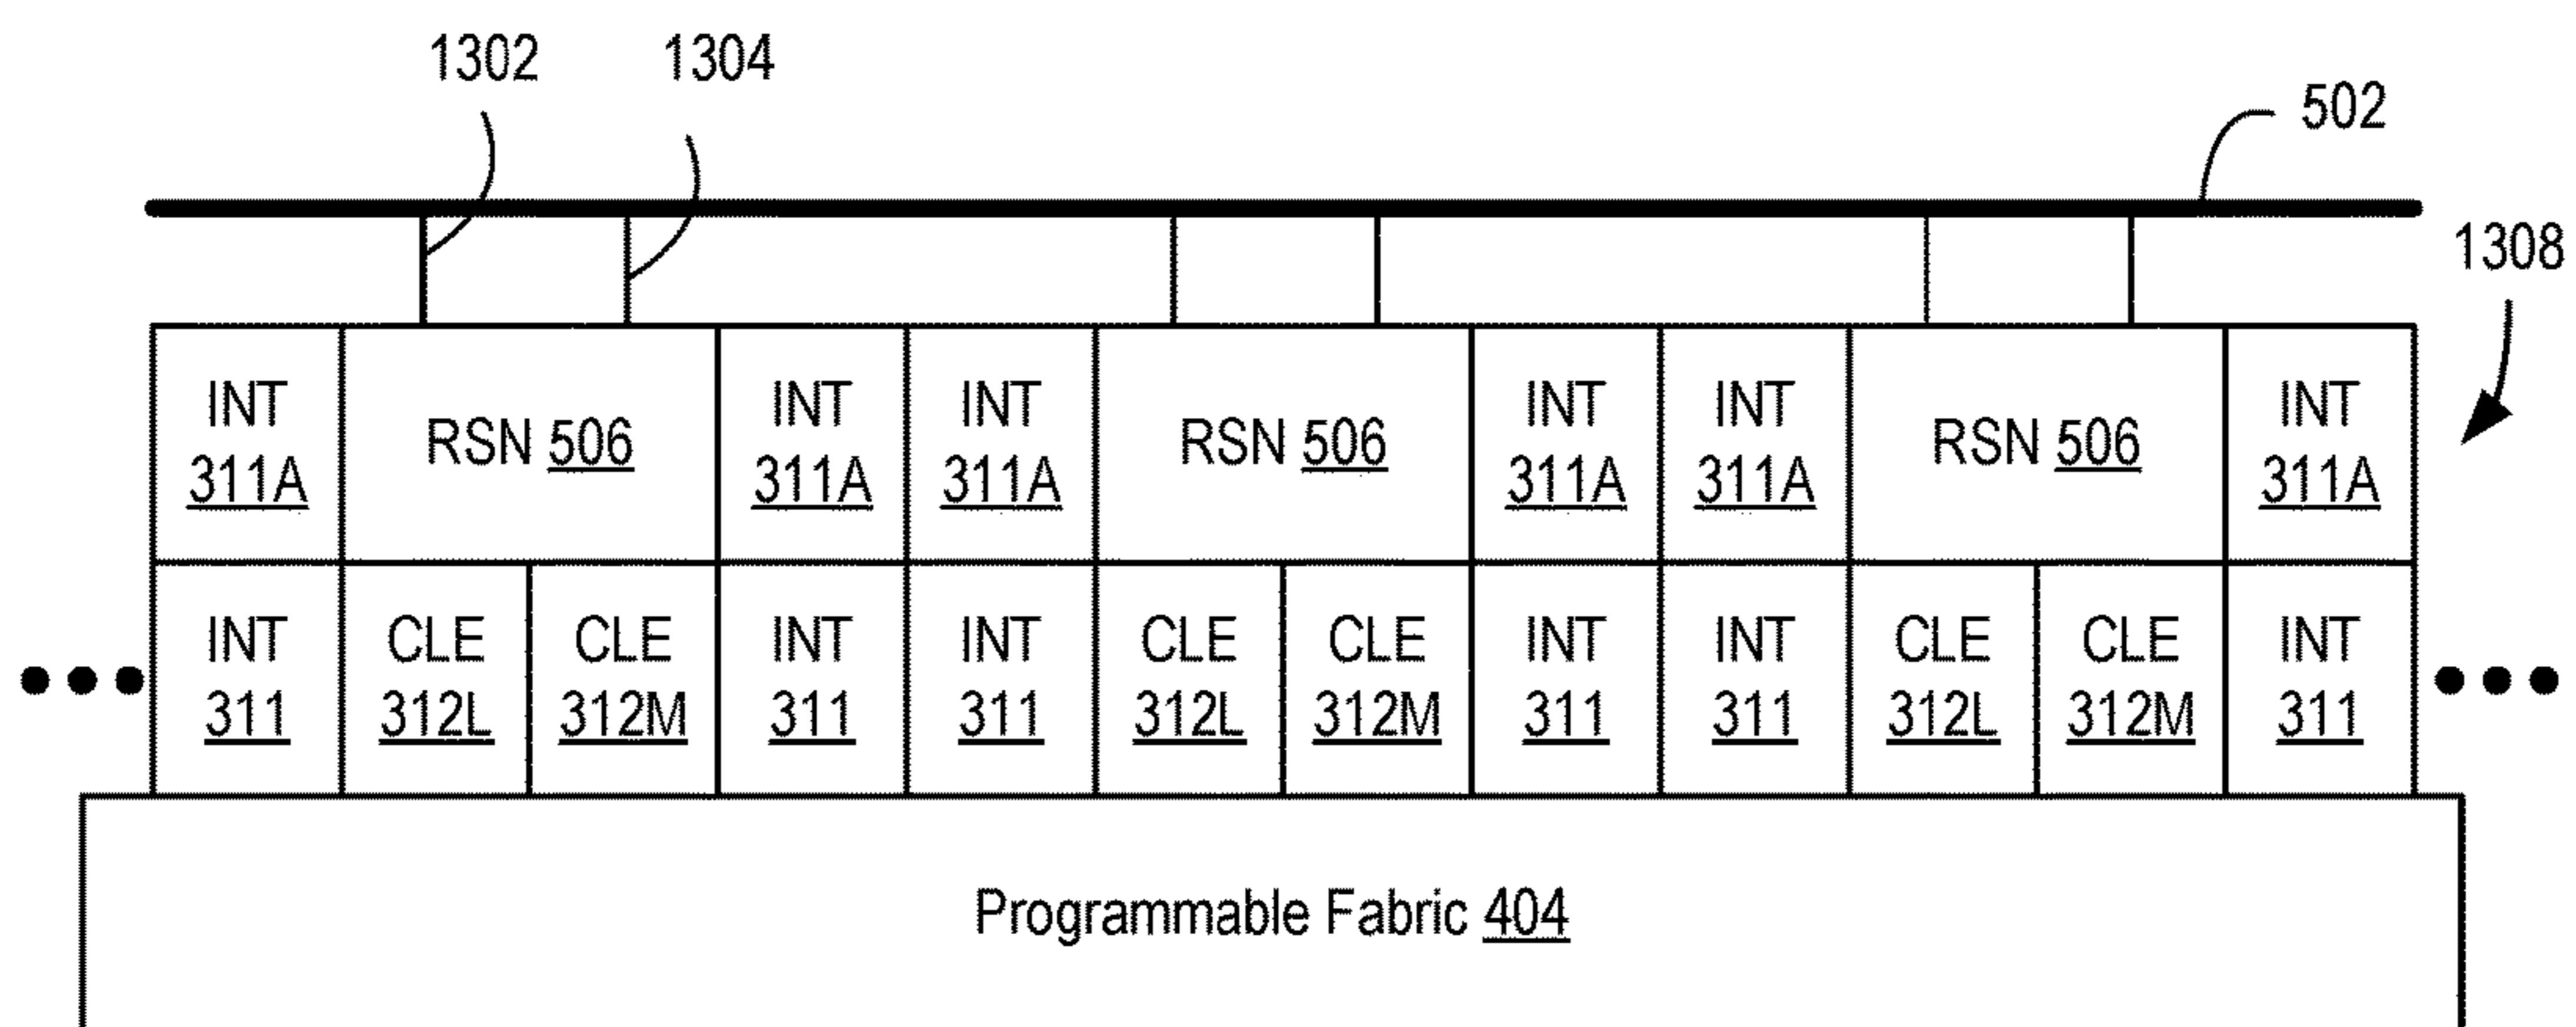 1302
1304
502
1308
INT
311A
RSN 506
INT
311A
INT
311A
RSN 506
INT
311A
INT
311A
RSN 506
INT
311A
INT
311
CLE
312L
CLE
312M
INT
311
INT
311
CLE
312L
CLE
312M
INT
311
INT
311
CLE
312L
CLE
312M
INT
311
Programmable Fabric 404